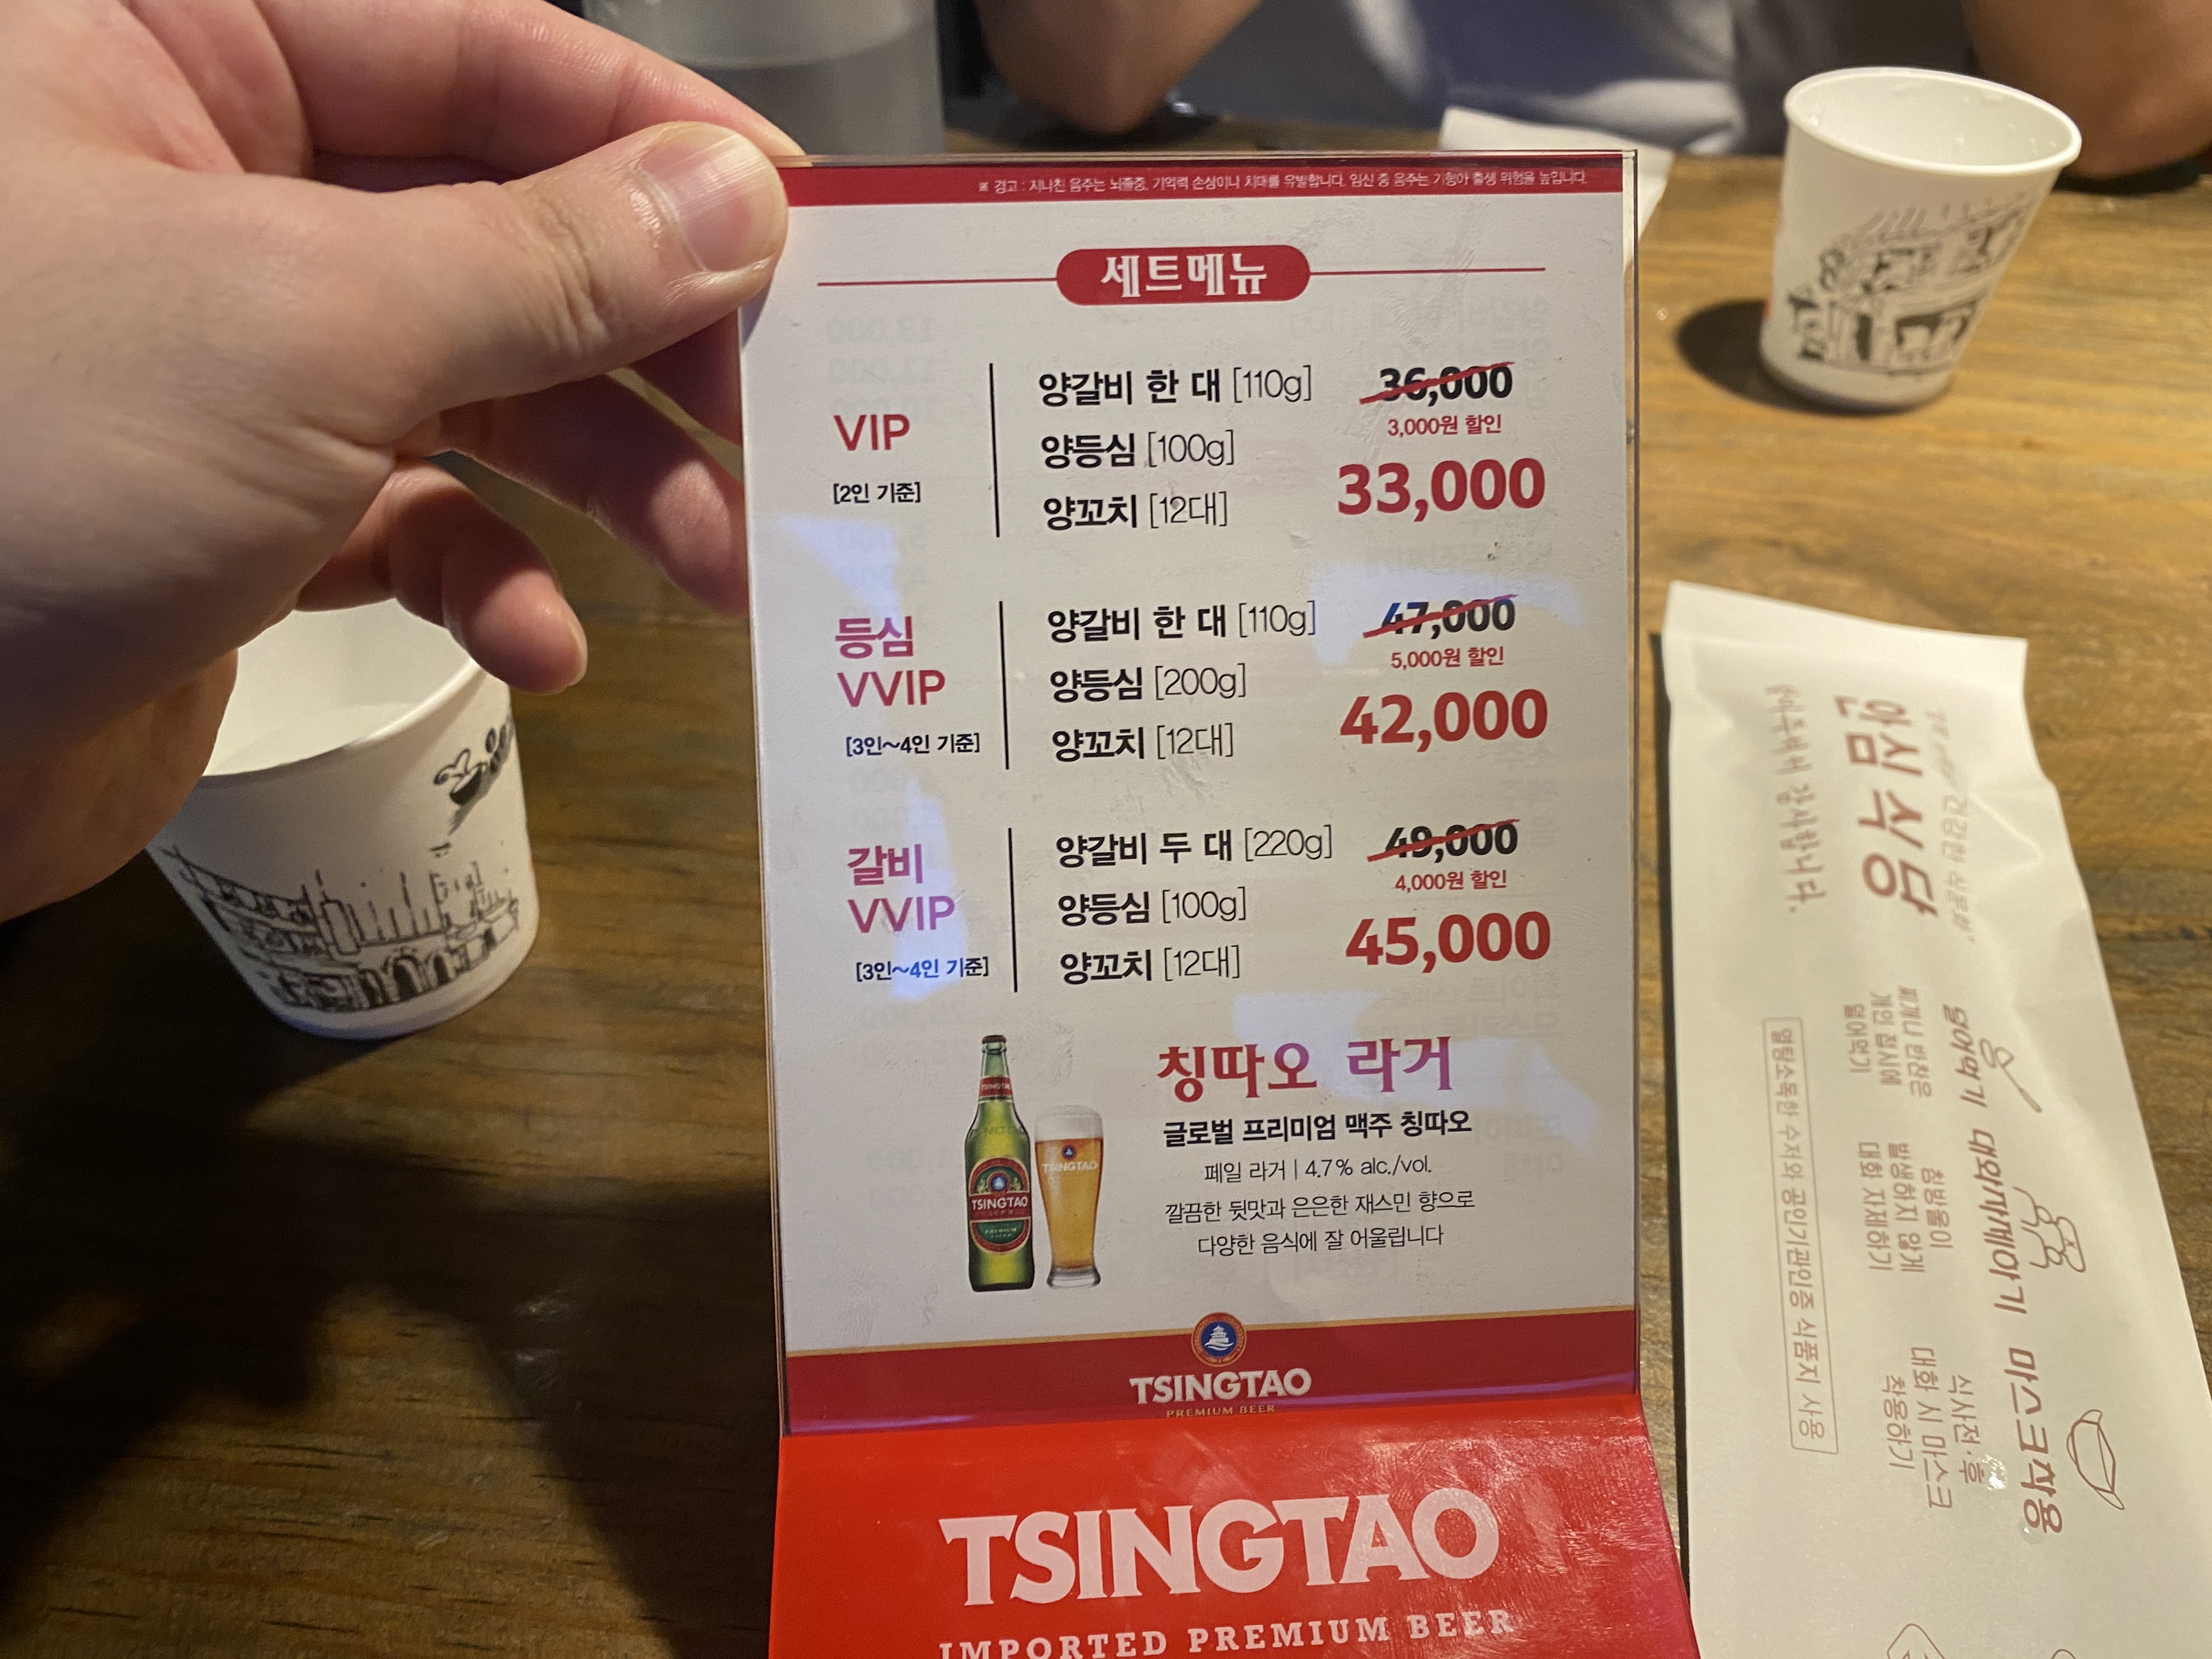 ※ 경고 : 지나친 음주는 뇌졸중, 기억력 손상이나 치매를 유발합니다. 임신 중 음주는 기형아 출생 위험을 높입니다.
세트메뉴
VIP
[2인 기준]
양갈비 한 대 [110g]
양등심 [100g]
양꼬치 [12대]
36,000
3,000원 할인
33,000
등심
VVIP
[3인~4인 기준]
양갈비 한 대 [110g]
양등심 [200g]
양꼬치 [12대]
47,000
5,000원 할인
42,000
갈비
VVIP
[3인~4인 기준]
양갈비 두 대 [220g]
양등심 [100g]
양꼬치 [12대]
49,000
4,000원 할인
45,000
TSINGTAO
TSINGTAO
TSINGTAO
칭따오 라거
글로벌 프리미엄 맥주 칭따오
페일 라거 | 4.7% alc./vol.
깔끔한 뒷맛과 은은한 재스민 향으로
다양한 음식에 잘 어울립니다
TSINGTAO
PREMIUM BEER
TSINGTAO
IMPORTED PREMIUM BEER
안심식당
덜어먹기
찌개나 반찬은
개인 접시에
덜어먹기
대화자제하기
침방울이
발생하지 않게
대화 자제하기
마스크착용
식사전·후
대화 시 마스크
착용하기
열탕소독한 수저와 공인기관인증 식품지 사용